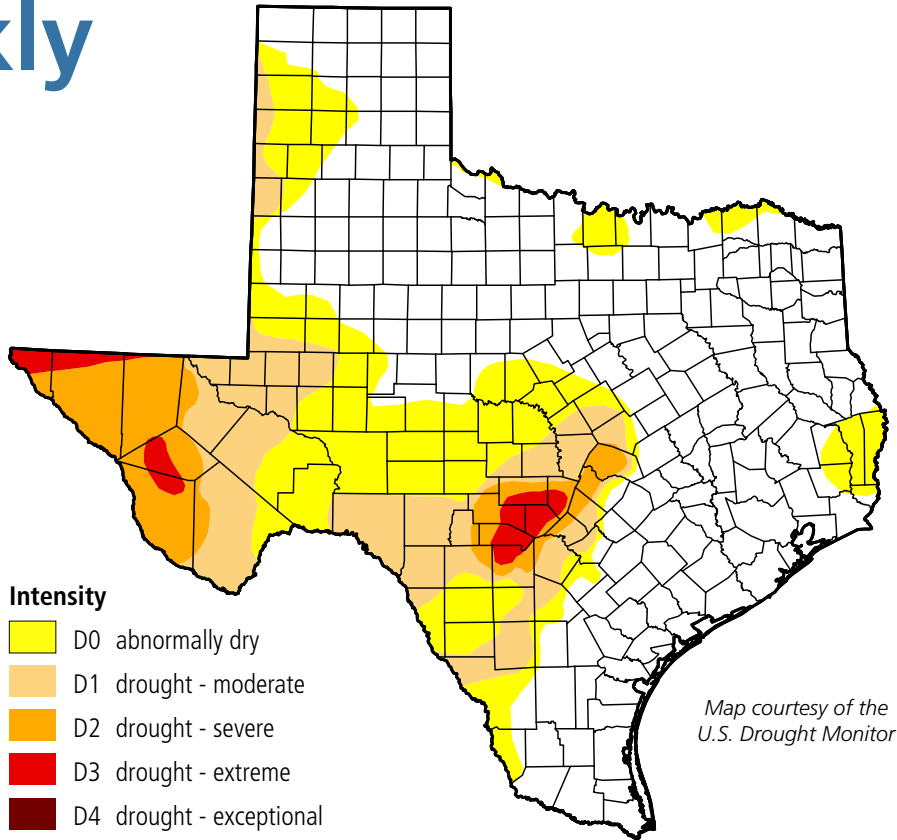 kly
Intensity
D0 abnormally dry
D1 drought - moderate
D2 drought - severe
D3 drought - extreme
D4 drought - exceptional
Map courtesy of the
U.S. Drought Monitor